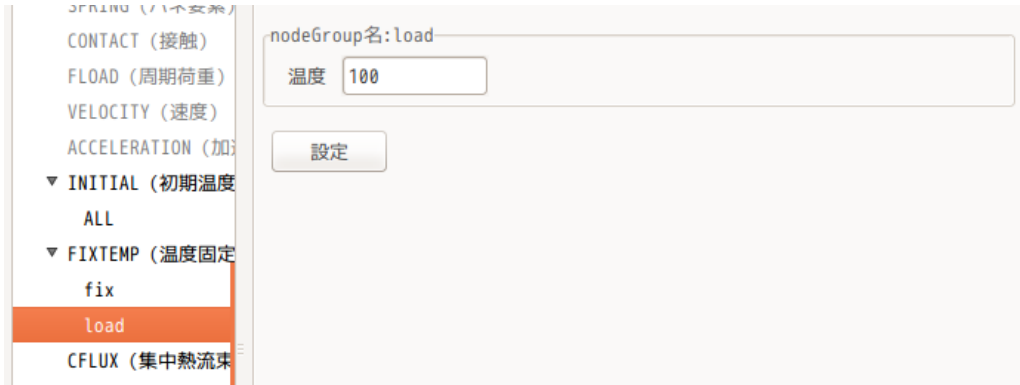 CONTACT (接触)
FLOAD (周期荷重)
VELOCITY (速度)
ACCELERATION (加
INITIAL (初期温度
ALL
FIXTEMP (温度固定
fix
load
CFLUX (集中熱流束
nodeGroup名:load
温度 100
設定